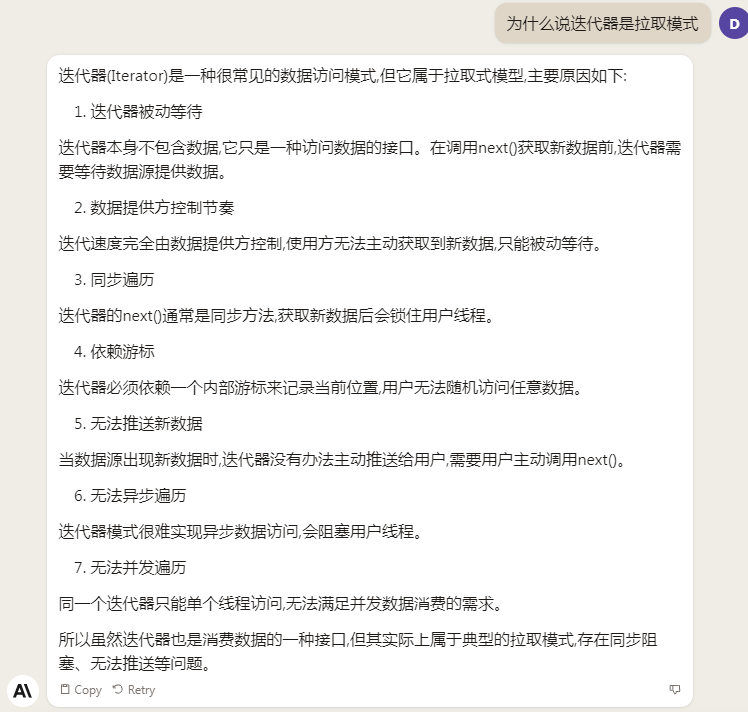 为什么说迭代器是拉取模式
D
迭代器(Iterator)是一种很常见的数据访问模式,但它属于拉取式模型,主要原因如下:
1. 迭代器被动等待
迭代器本身不包含数据,它只是一种访问数据的接口。在调用next()获取新数据前,迭代器需
要等待数据源提供数据。
2. 数据提供方控制节奏
迭代速度完全由数据提供方控制,使用方无法主动获取到新数据,只能被动等待。
3. 同步遍历
迭代器的next()通常是同步方法,获取新数据后会锁住用户线程。
4. 依赖游标
迭代器必须依赖一个内部游标来记录当前位置,用户无法随机访问任意数据。
5. 无法推送新数据
当数据源出现新数据时,迭代器没有办法主动推送给用户,需要用户主动调用next()。
6. 无法异步遍历
迭代器模式很难实现异步数据访问,会阻塞用户线程。
7. 无法并发遍历
同一个迭代器只能单个线程访问,无法满足并发数据消费的需求。
所以虽然迭代器也是消费数据的一种接口,但其实际上属于典型的拉取模式,存在同步阻
塞、无法推送等问题。
Copy Retry